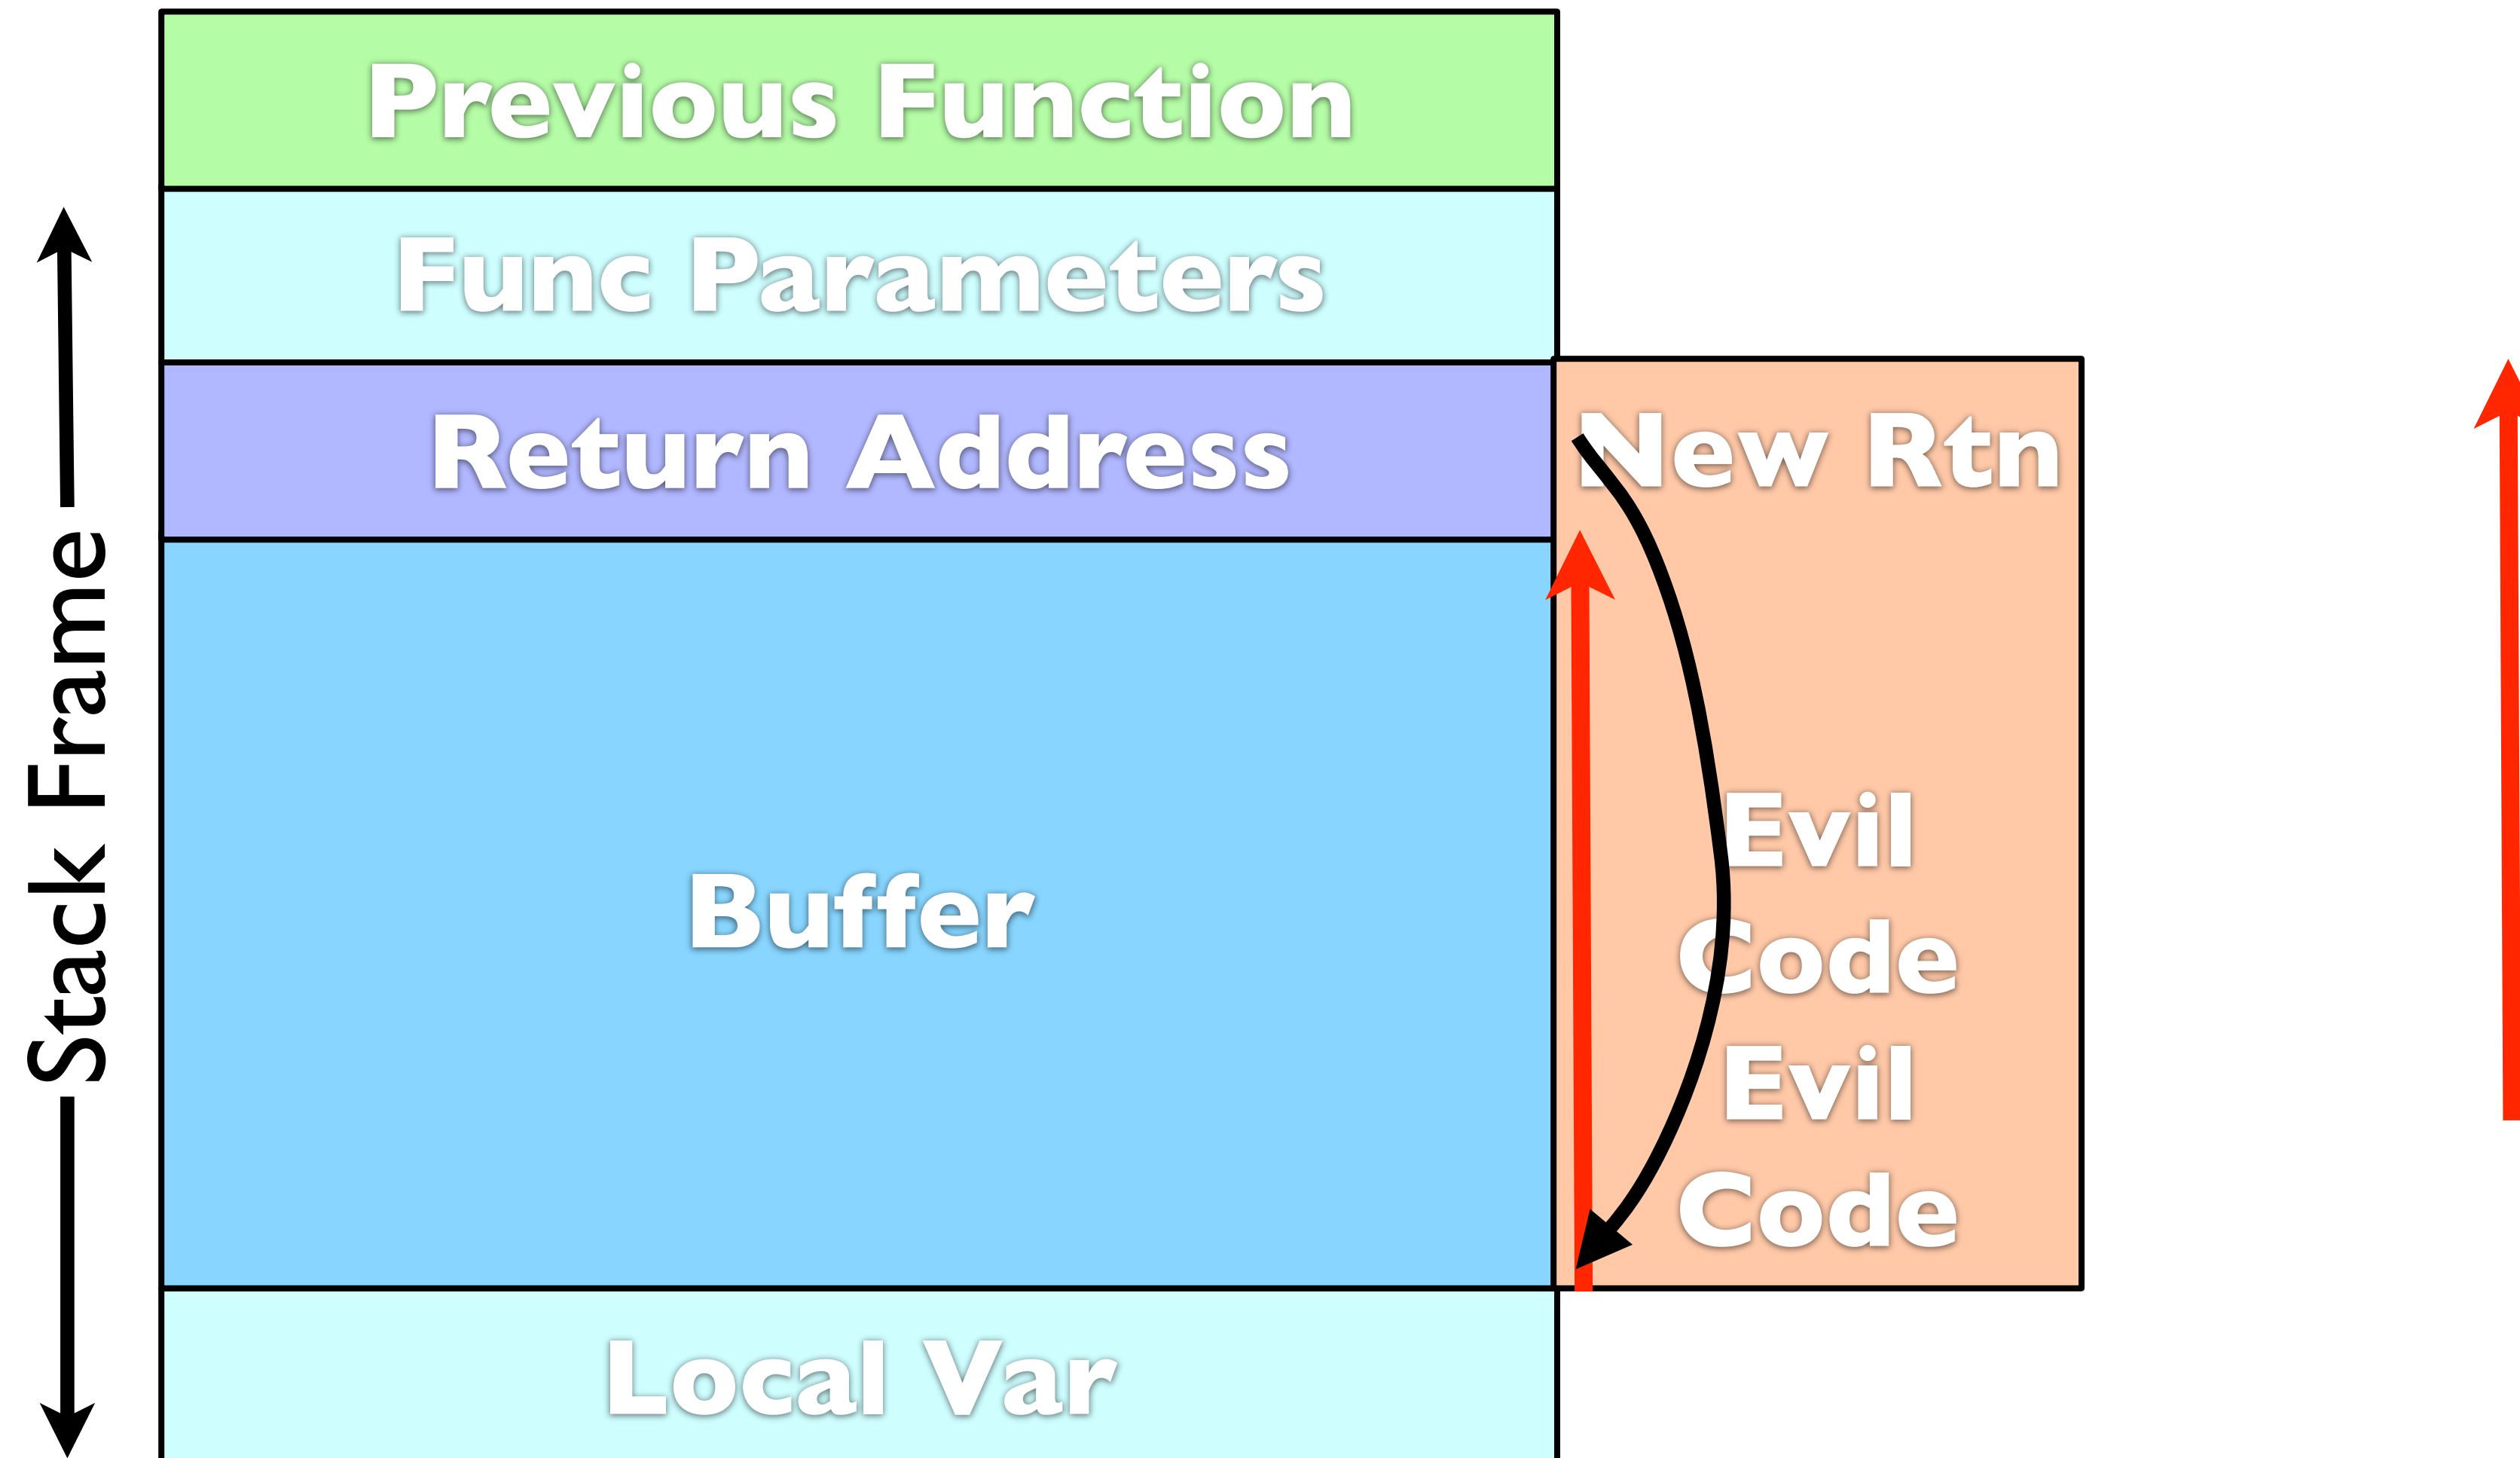 Previous Function
Func Parameters
Return Address
New Rtn
Stack Frame
Buffer
Evil
Code
Evil
Code
Local Var